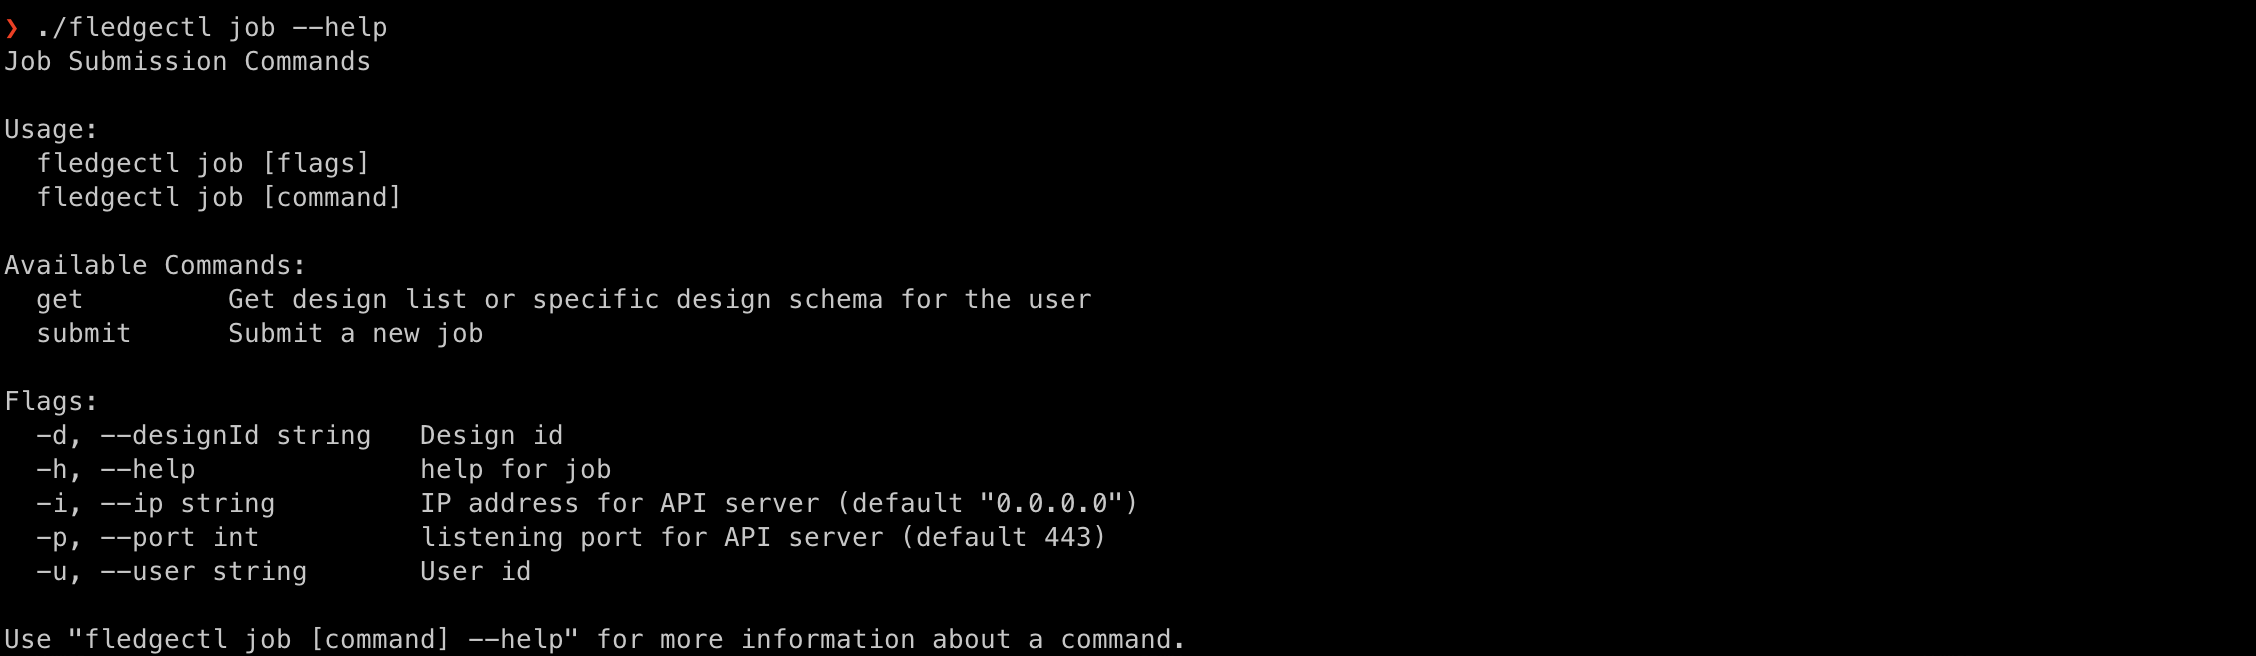 ❯ ./fledgectl job --help
Job Submission Commands

Usage:
  fledgectl job [flags]
  fledgectl job [command]

Available Commands:
  get         Get design list or specific design schema for the user
  submit      Submit a new job

Flags:
  -d, --designId string   Design id
  -h, --help              help for job
  -i, --ip string         IP address for API server (default "0.0.0.0")
  -p, --port int          listening port for API server (default 443)
  -u, --user string       User id

Use "fledgectl job [command] --help" for more information about a command.